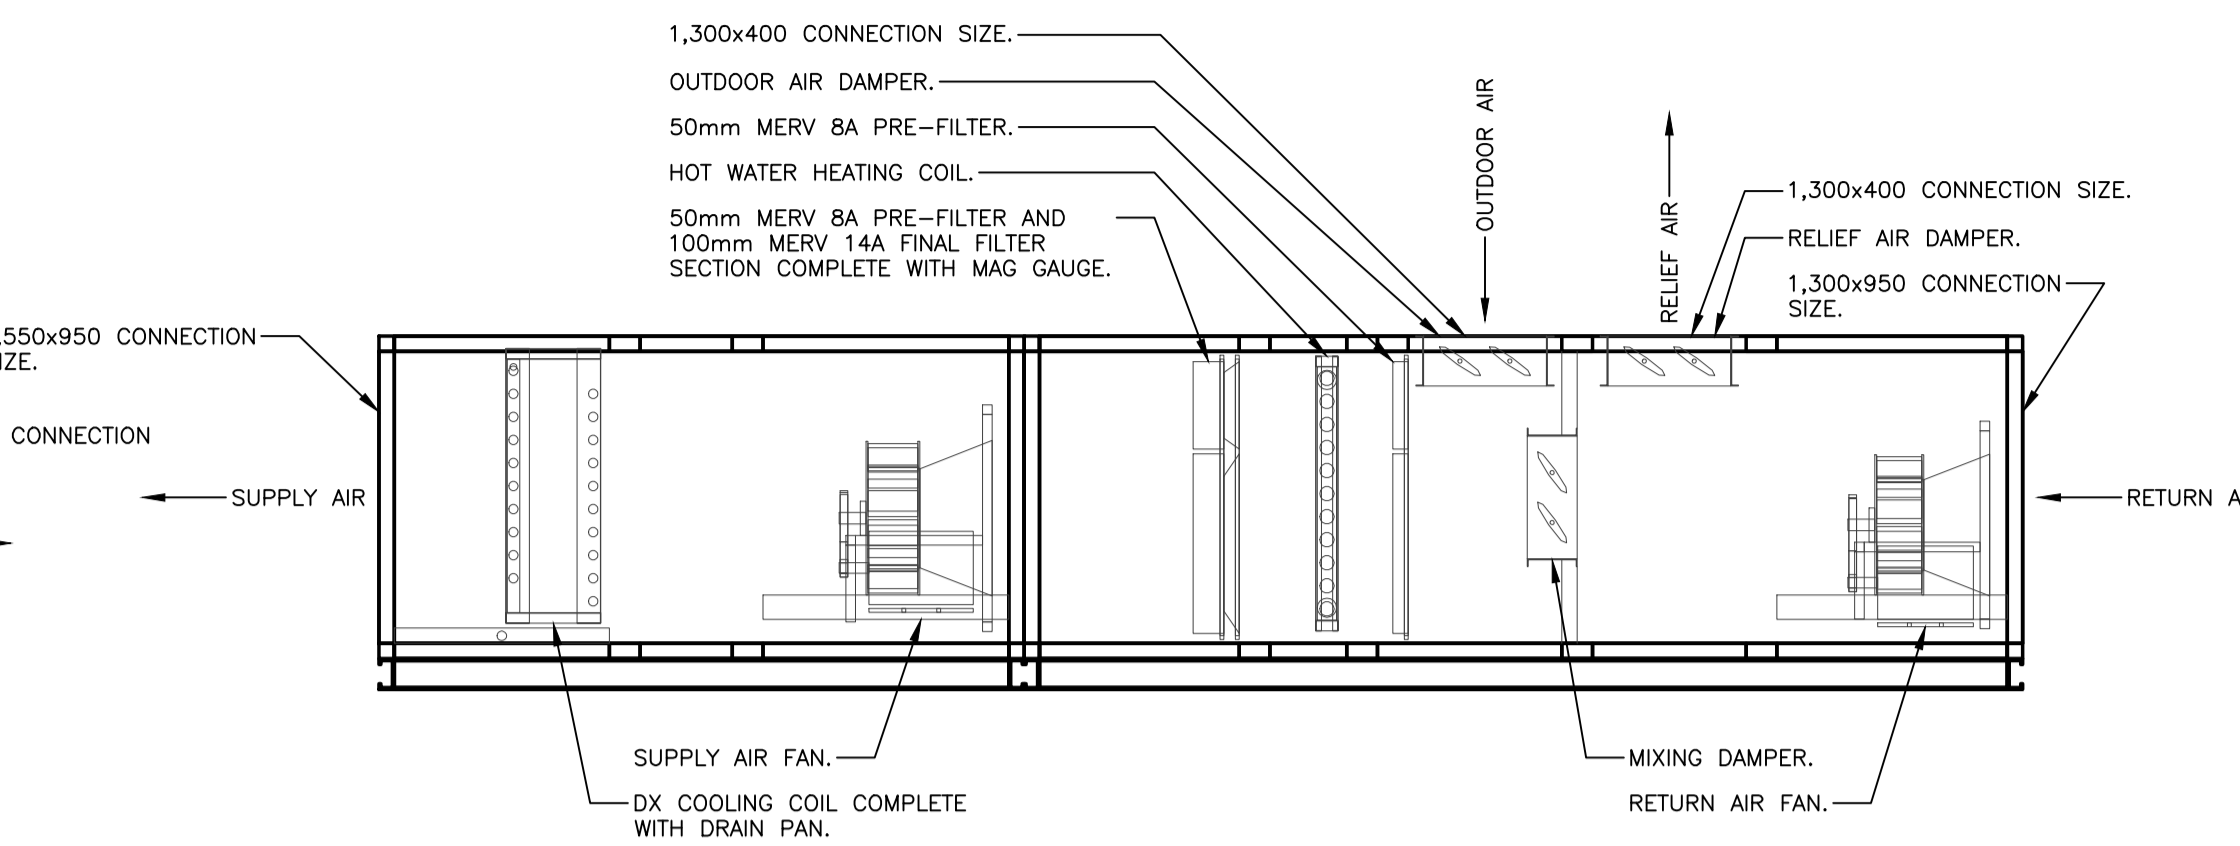 1,300x400 CONNECTION SIZE.
OUTDOOR AIR DAMPER.
50mm MERV 8A PRE-FILTER.
HOT WATER HEATING COIL.
50mm MERV 8A PRE-FILTER AND
100mm MERV 14A FINAL FILTER
SECTION COMPLETE WITH MAG GAUGE.
OUTDOOR AIR
RELIEF AIR
1,300x400 CONNECTION SIZE.
RELIEF AIR DAMPER.
1,300x950 CONNECTION
SIZE.
550x950 CONNECTION
CONNECTION
SUPPLY AIR
RETURN
SUPPLY AIR FAN.
DX COOLING COIL COMPLETE
WITH DRAIN PAN.
MIXING DAMPER.
RETURN AIR FAN.